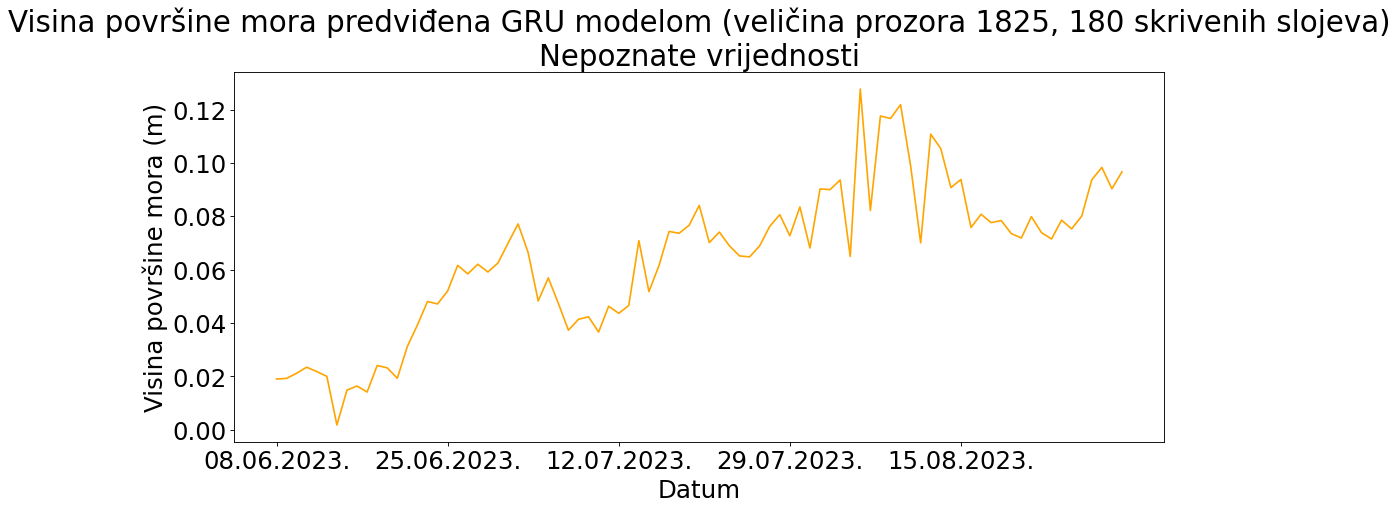 Visina površine mora predviđena GRU modelom (veličina prozora 1825, 180 skrivenih slojeva)
Nepoznate vrijednosti
Visina površine mora (m)
0.12
0.10
0.08
0.06
0.04
0.02
0.00
08.06.2023. 25.06.2023. 12.07.2023. 29.07.2023. 15.08.2023.
Datum